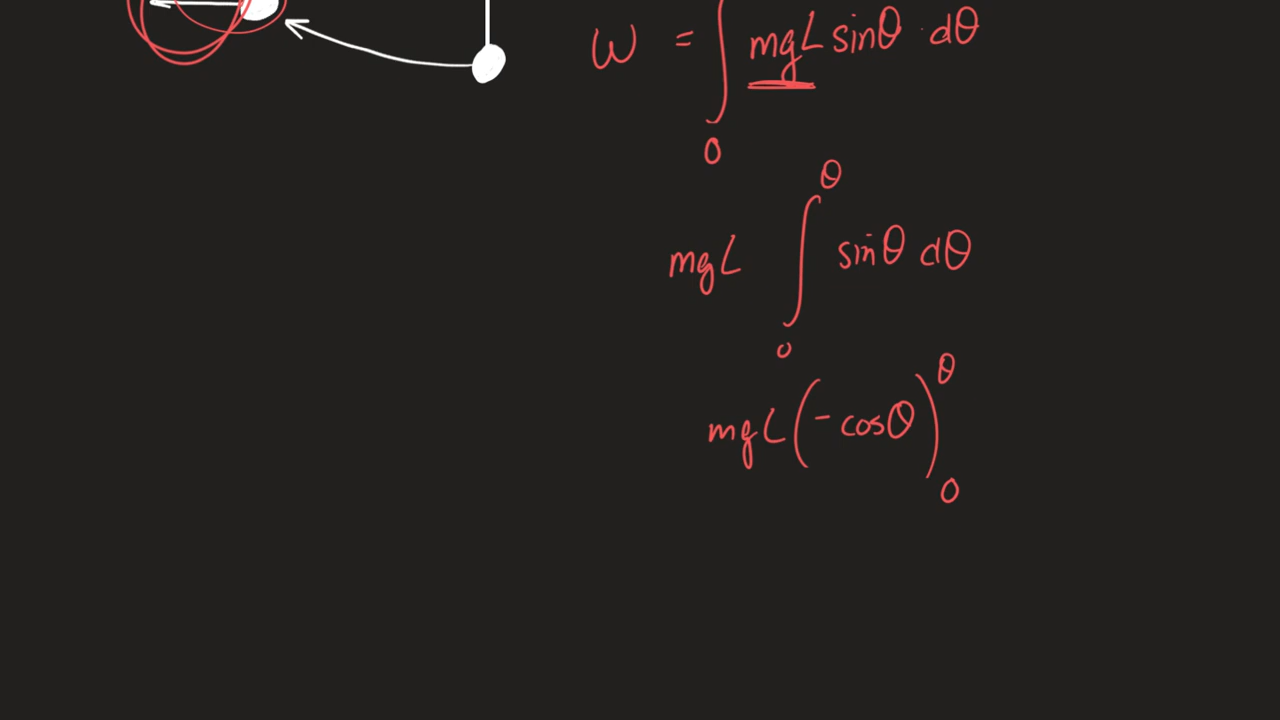 W = ∫₀ mgL sinθ · dθ
mgL ∫₀^θ sinθ dθ
mgL (-cosθ)₀^θ